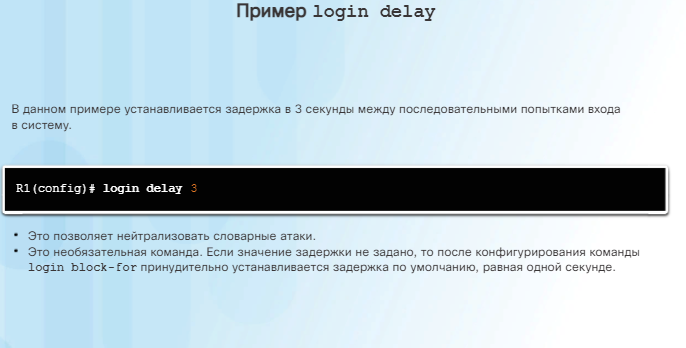 Пример login delay
В данном примере устанавливается задержка в 3 секунды между последовательными попытками входа
в систему.
R1(config)# login delay 3
• Это позволяет нейтрализовать словарные атаки.
• Это необязательная команда. Если значение задержки не задано, то после конфигурирования команды
login block-for принудительно устанавливается задержка по умолчанию, равная одной секунде.